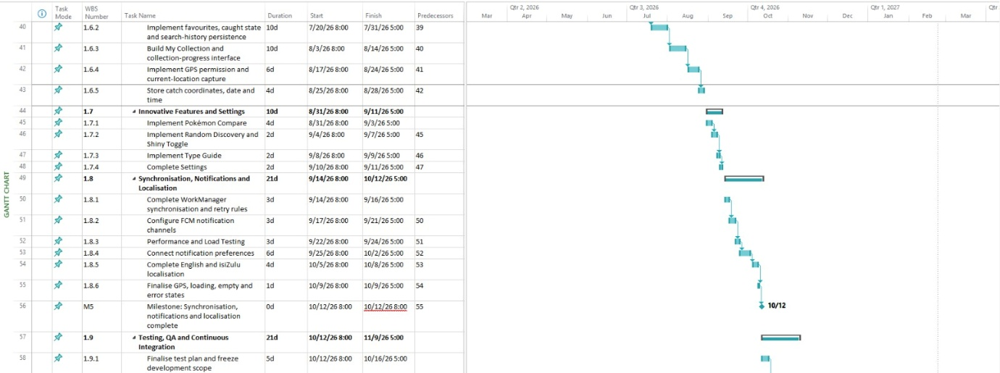 Qtr 2, 2026 Qtr 3, 2026 Qtr 4, 2026 Qtr 1, 2027 Qtr
Task Mode WBS Number Task Name Duration Start Finish Predecessors Mar Apr May Jun Jul Aug Sep Oct Nov Dec Jan Feb Mar
40 1.6.2 Implement favourites, caught state 10d 7/20/26 8:00 7/31/26 5:00 39
and search-history persistence
41 1.6.3 Build My Collection and 10d 8/3/26 8:00 8/14/26 5:00 40
collection-progress interface
42 1.6.4 Implement GPS permission and 6d 8/17/26 8:00 8/24/26 5:00 41
current-location capture
43 1.6.5 Store catch coordinates, date and 4d 8/25/26 8:00 8/28/26 5:00 42
time
44 1.7 Innovative Features and Settings 10d 8/31/26 8:00 9/11/26 5:00
45 1.7.1 Implement Pokémon Compare 4d 8/31/26 8:00 9/3/26 5:00
46 1.7.2 Implement Random Discovery and 2d 9/4/26 8:00 9/7/26 5:00 45
Shiny Toggle
47 1.7.3 Implement Type Guide 2d 9/8/26 8:00 9/9/26 5:00 46
48 1.7.4 Complete Settings 2d 9/10/26 8:00 9/11/26 5:00 47
49 1.8 Synchronisation, Notifications and 21d 9/14/26 8:00 10/12/26 5:00
Localisation
50 1.8.1 Complete WorkManager 3d 9/14/26 8:00 9/16/26 5:00
synchronisation and retry rules
51 1.8.2 Configure FCM notification 3d 9/17/26 8:00 9/21/26 5:00 50
channels
52 1.8.3 Performance and Load Testing 3d 9/22/26 8:00 9/24/26 5:00 51
53 1.8.4 Connect notification preferences 6d 9/25/26 8:00 10/2/26 5:00 52
54 1.8.5 Complete English and isiZulu 4d 10/5/26 8:00 10/8/26 5:00 53
localisation
55 1.8.6 Finalise GPS, loading, empty and 1d 10/9/26 8:00 10/9/26 5:00 54
error states
56 M5 Milestone: Synchronisation, 0d 10/12/26 8:00 10/12/26 8:00 55 10/12
notifications and localisation
complete
57 1.9 Testing, QA and Continuous 21d 10/12/26 8:00 11/9/26 5:00
Integration
58 1.9.1 Finalise test plan and freeze 5d 10/12/26 8:00 10/16/26 5:00
development scope
GANTT CHART